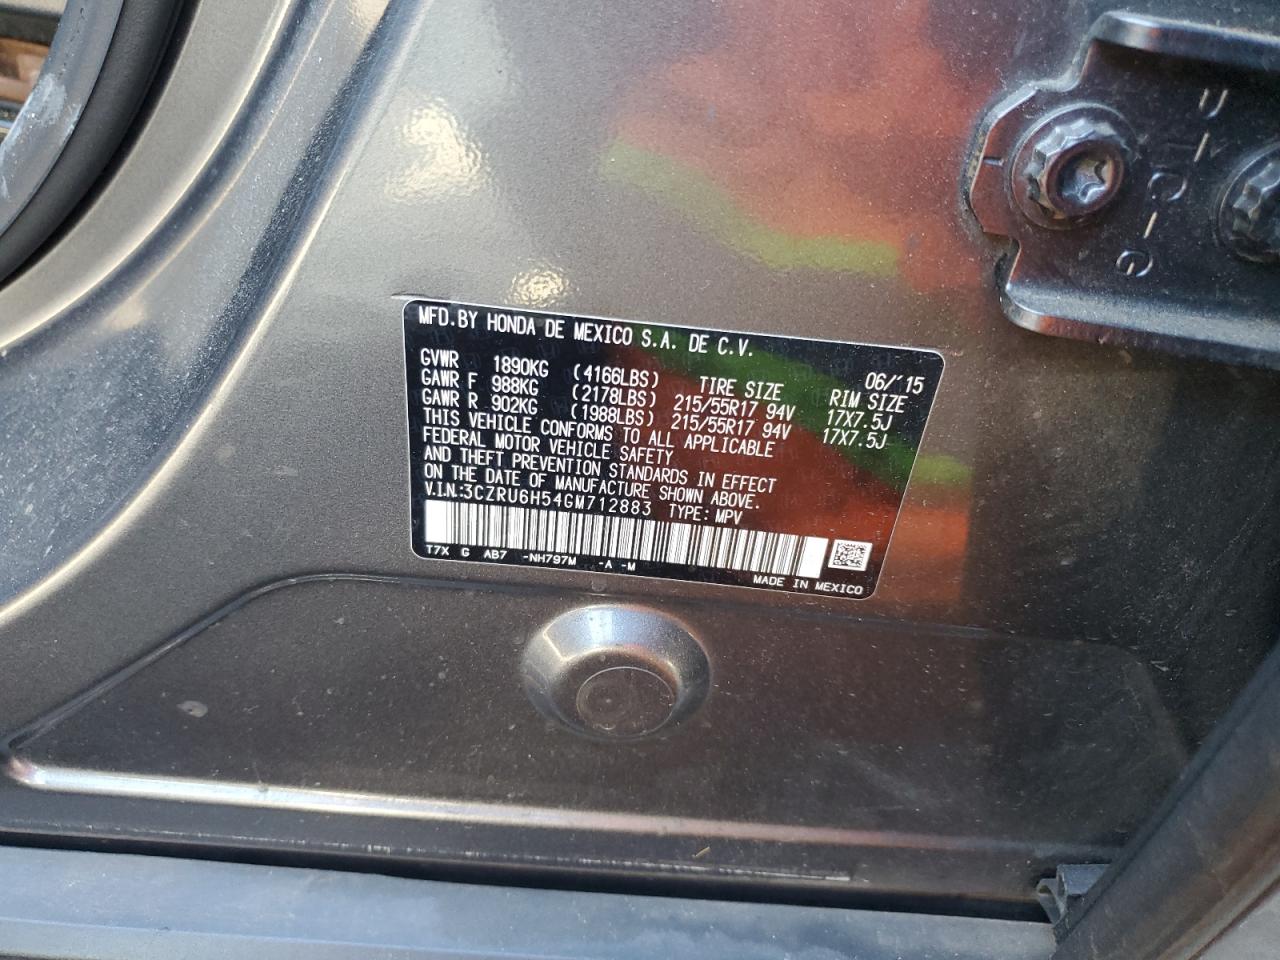 MFD.BY HONDA DE MEXICO S.A. DE C.V.
06/'15
GVWR 1890KG (4166LBS) TIRE SIZE RIM SIZE
GAWR F 988KG (2178LBS) 215/55R17 94V 17X7.5J
GAWR R 902KG (1988LBS) 215/55R17 94V 17X7.5J
THIS VEHICLE CONFORMS TO ALL APPLICABLE
FEDERAL MOTOR VEHICLE SAFETY
AND THEFT PREVENTION STANDARDS IN EFFECT
ON THE DATE OF MANUFACTURE SHOWN ABOVE.
V.I.N:3CZRU6H54GM712883 TYPE: MPV
T7X G AB7 -NH797M -A -M
MADE IN MEXICO